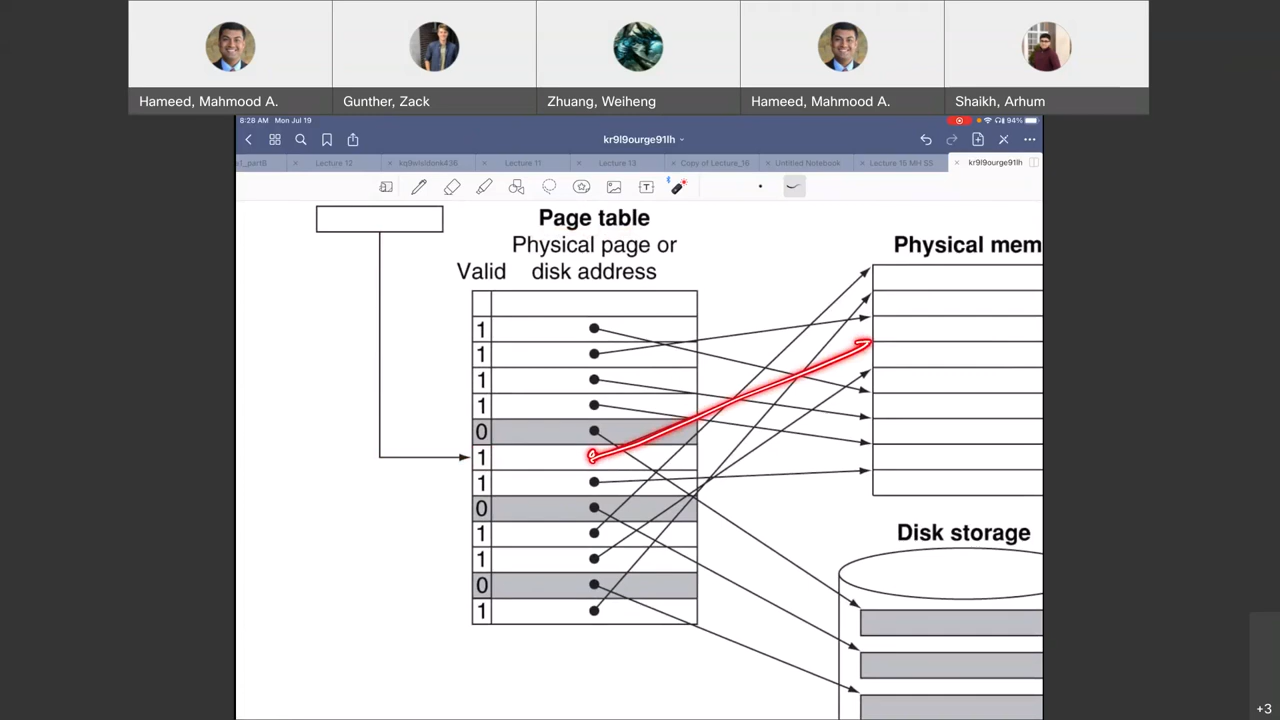 Hameed, Mahmood A.
Gunther, Zack
Zhuang, Weiheng
Hameed, Mahmood A.
Shaikh, Arhum
8:28 AM Mon Jul 19
94%
kr9l9ourge91lh
Lecture 12
kq9wisldonk436
Lecture 11
Lecture 13
Copy of Lecture_16
Untitled Notebook
Lecture 15 MH S5
kr9l9ourge91lh
Page table
Physical page or
Valid disk address
Physical mem
1
1
1
1
0
1
1
0
1
1
0
1
Disk storage
+3